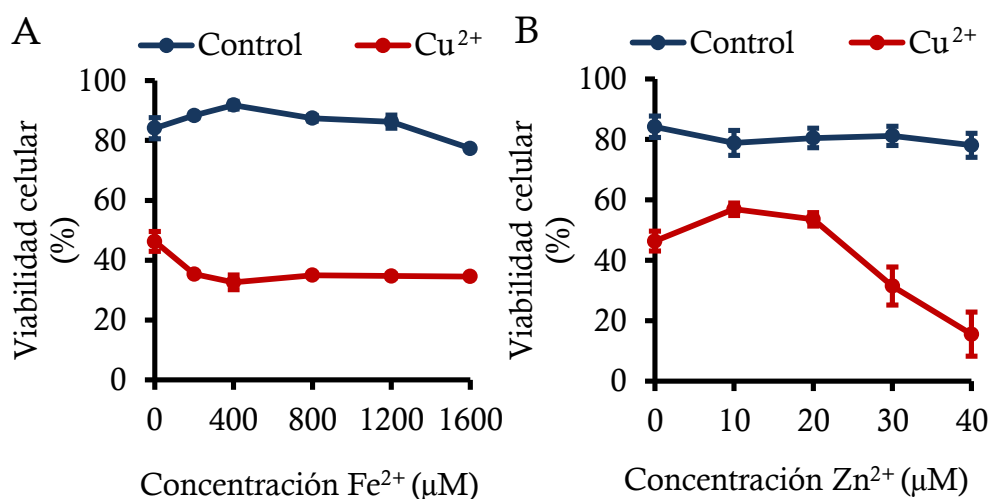 A
Control
Cu²⁺
100
80
60
40
20
0
Viabilidad celular
(%)
0 400 800 1200 1600
Concentración Fe²⁺ (μM)
B
Control
Cu²⁺
100
80
60
40
20
0
Viabilidad celular
(%)
0 10 20 30 40
Concentración Zn²⁺ (μM)